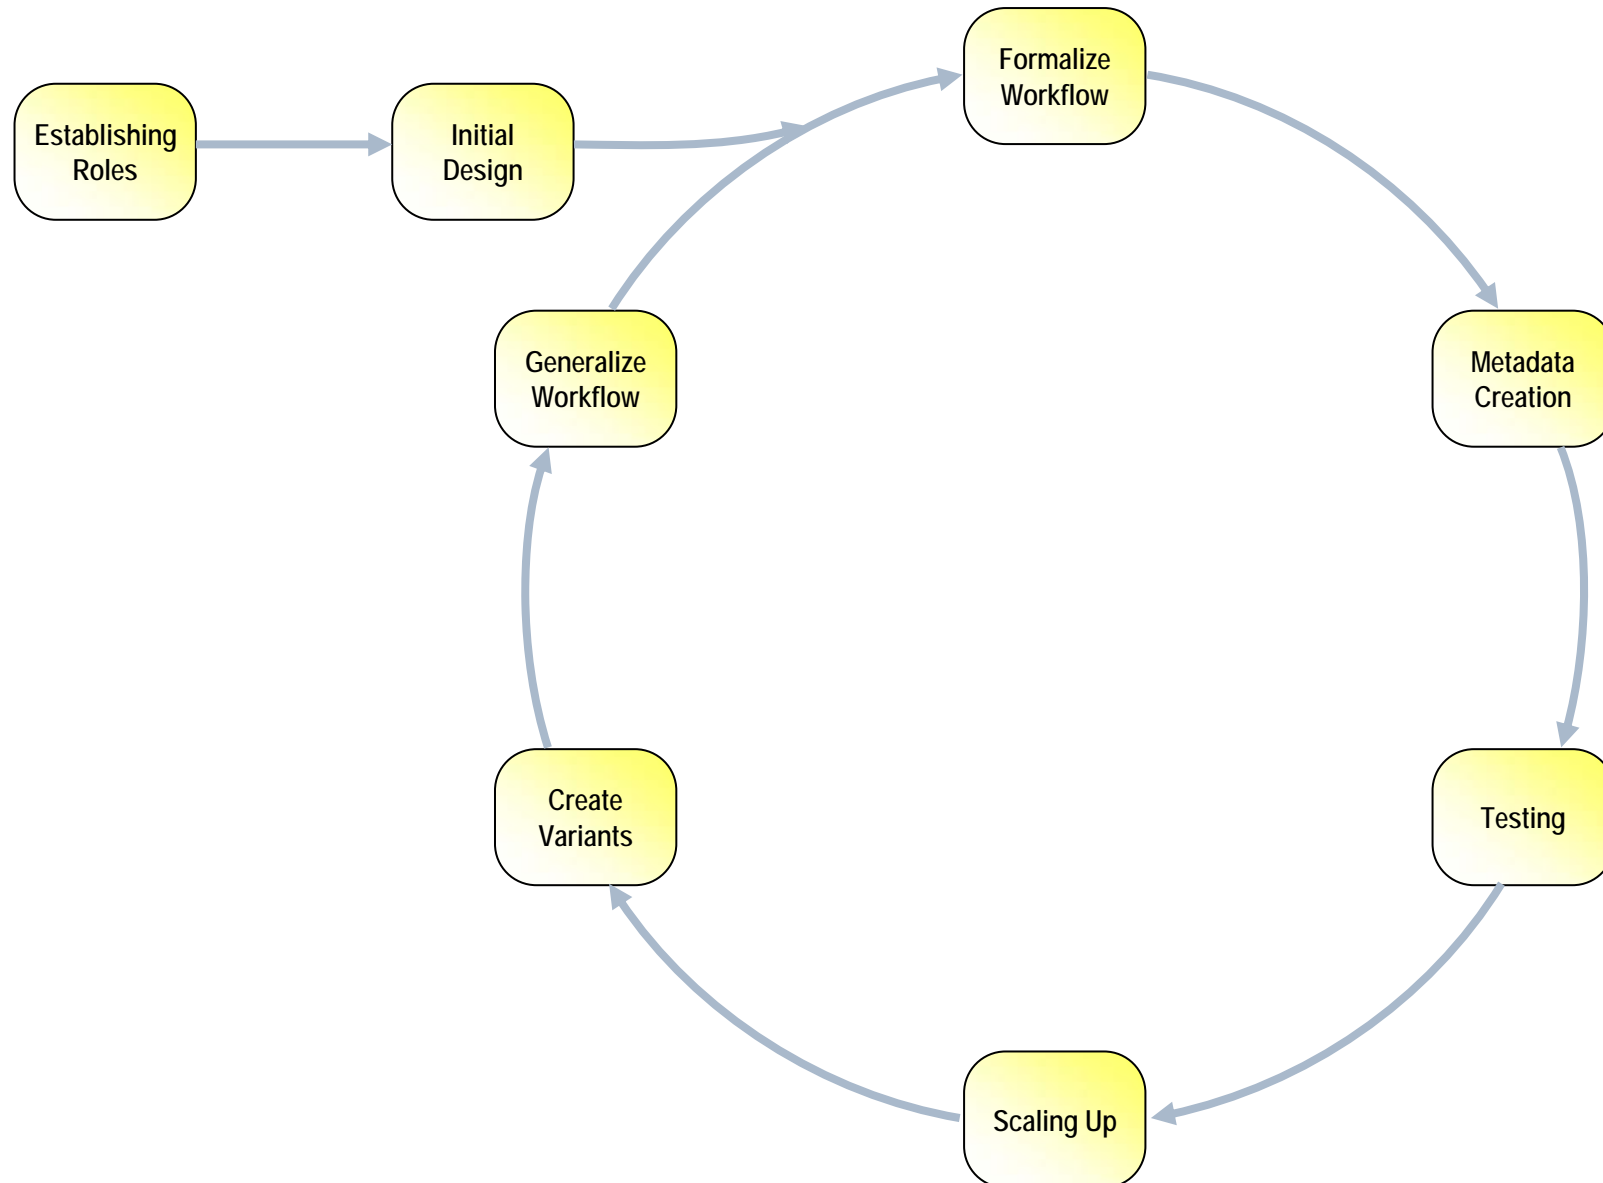 Formalize
Workflow
Establishing
Roles
Initial
Design
Generalize
Workflow
Metadata
Creation
Create
Variants
Testing
Scaling Up